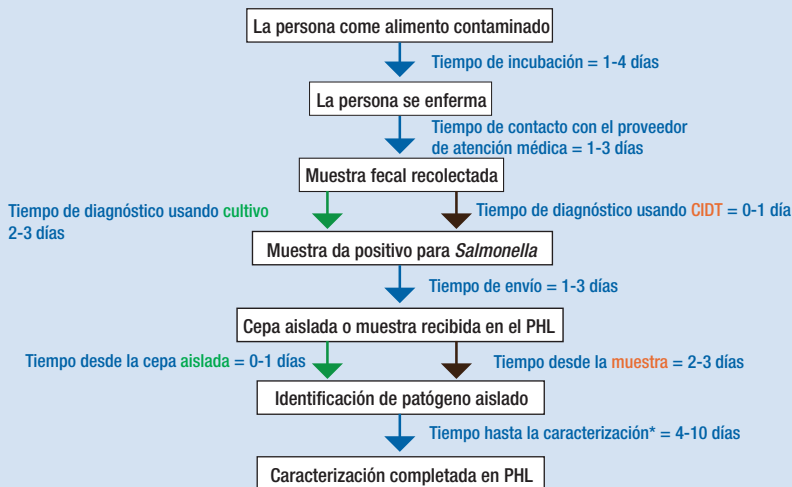 La persona come alimento contaminado
Tiempo de incubación = 1-4 días
La persona se enferma
Tiempo de contacto con el proveedor
de atención médica = 1-3 días
Muestra fecal recolectada
Tiempo de diagnóstico usando cultivo
2-3 días
Tiempo de diagnóstico usando CIDT = 0-1 día
Muestra da positivo para Salmonella
Tiempo de envío = 1-3 días
Cepa aislada o muestra recibida en el PHL
Tiempo desde la cepa aislada = 0-1 días
Tiempo desde la muestra = 2-3 días
Identificación de patógeno aislado
Tiempo hasta la caracterización* = 4-10 días
Caracterización completada en PHL